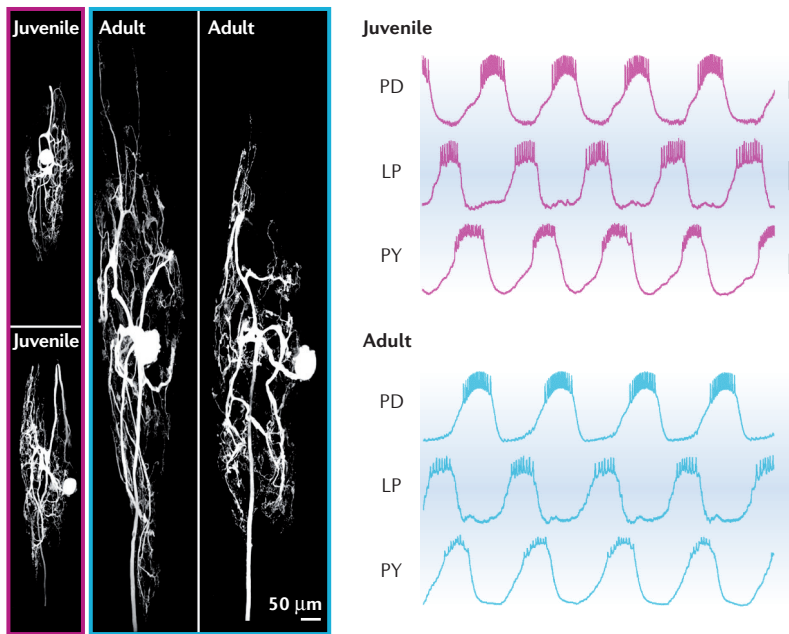 Juvenile
Adult
Adult
Juvenile
50 μm
Juvenile
PD
LP
PY
Adult
PD
LP
PY